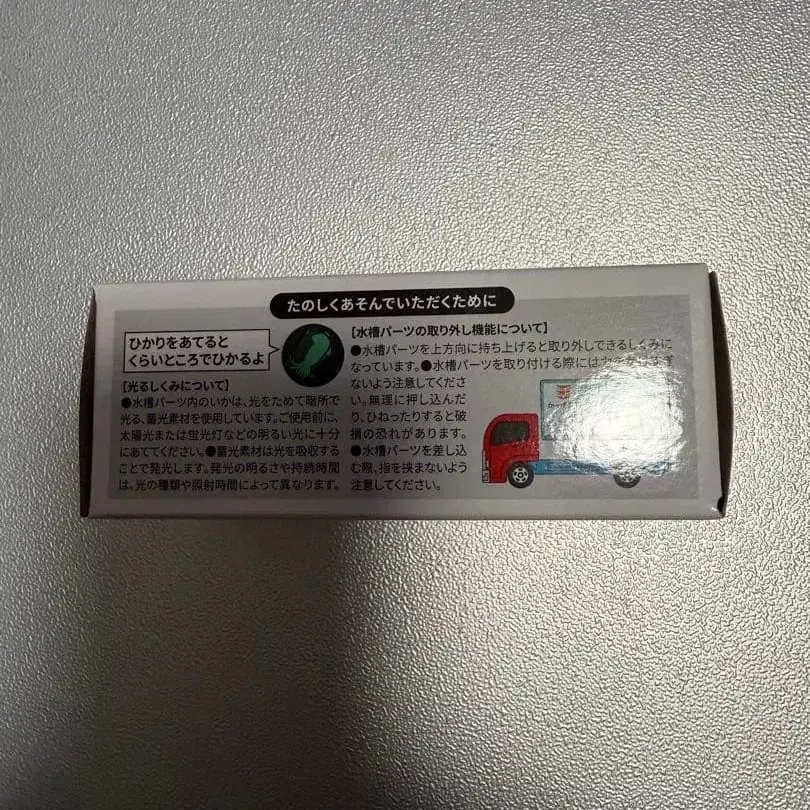 たのしくあそんでいただくために
ひかりをあてると
くらいところでひかるよ
【光るしくみについて】
●水槽パーツ内のいかは、光をためて暗所で
光る、蓄光素材を使用しています。ご使用前に、
太陽光または蛍光灯などの明るい光に十分
にあててください。●蓄光素材は光を吸収する
ことで発光します。発光の明るさや持続時間
は、光の種類や照射時間によって異なります。
【水槽パーツの取り外し機能について】
●水槽パーツを上方向に持ち上げると取り外しできるしくみに
なっています。●水槽パーツを取り付ける際には力をかけすぎ
ないよう注意してくださ
い。無理に押し込んだ
り、ひねったりすると破
損の恐れがあります。
●水槽パーツを差し込
む際、指を挟まないよう
注意してください。